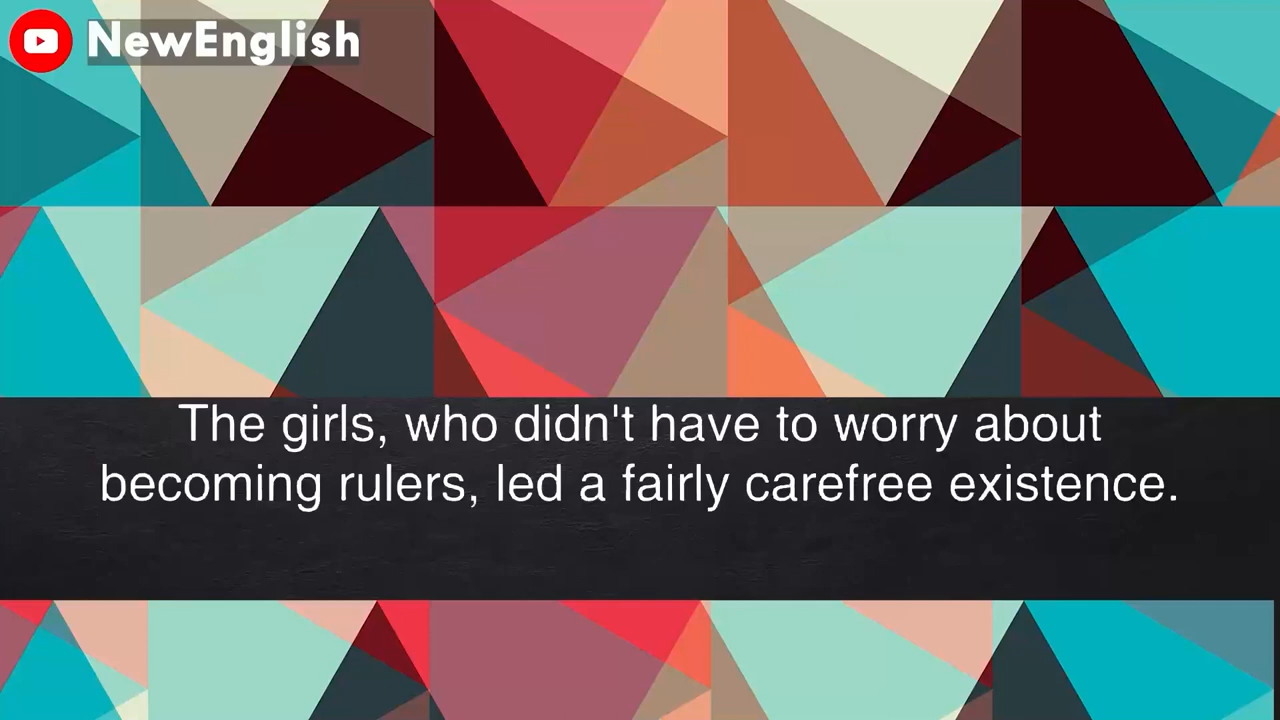 NewEnglish
The girls, who didn't have to worry about
becoming rulers, led a fairly carefree existence.